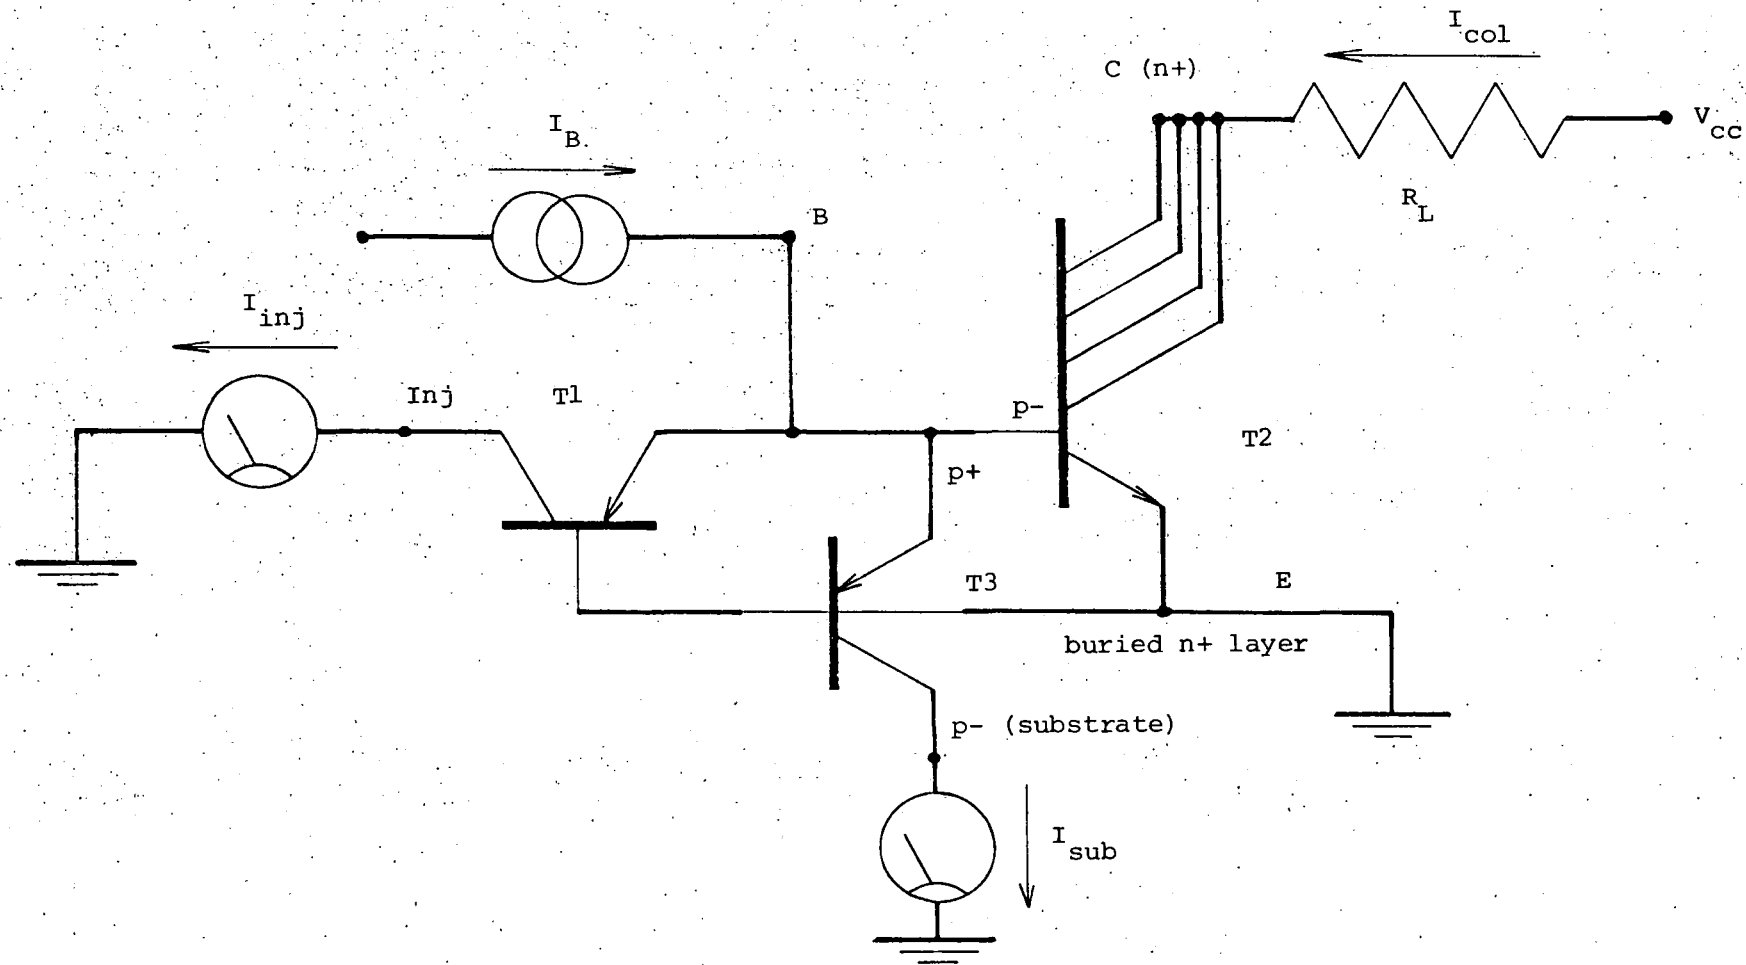 I col
C (n+)
V cc
I B
R L
B
I inj
Inj
T1
p-
T2
p+
T3
E
buried n+ layer
p- (substrate)
I sub